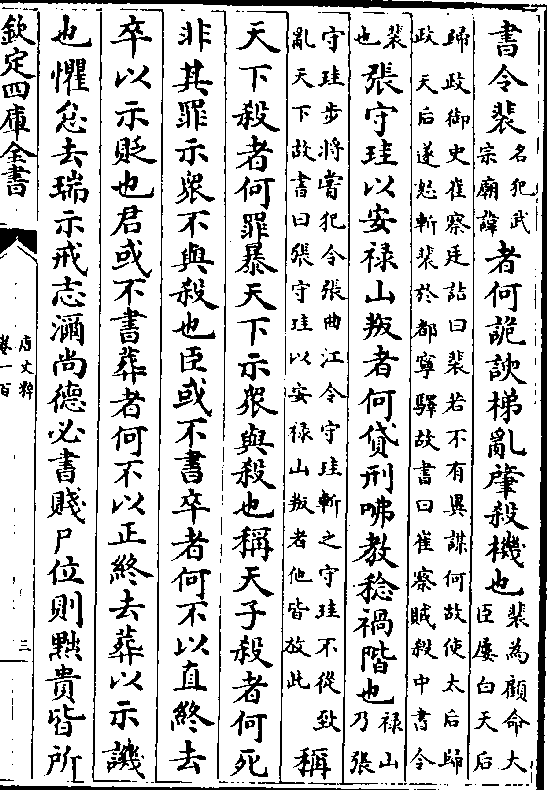 書令裴名犯武宗廟諱者何詭諛梯亂肇殺機也裴為顧命大臣屢白天后
歸政御史崔察廷詰曰裴若不有異謀何故使太后歸
政天后遂怒斬裴於都寧驛故書曰崔察賊殺中書令
裴也張守珪以安禄山叛者何貸刑咈教稔禍階也禄山乃張
守珪步將嘗犯令張曲江令守珪斬之守珪不從致
亂天下故書曰張守珪以安禄山叛者他皆放此稱
天下殺者何罪暴天下示衆與殺也稱天子殺者何死
非其罪示衆不與殺也臣或不書卒者何不以直終去
卒以示貶也君或不書葬者何不以正終去葬以示譏
也懼怠去瑞示戒志滿尚德必書賤尸位則黜貴皆所
欽定四庫全書
唐文粹
卷一百
三